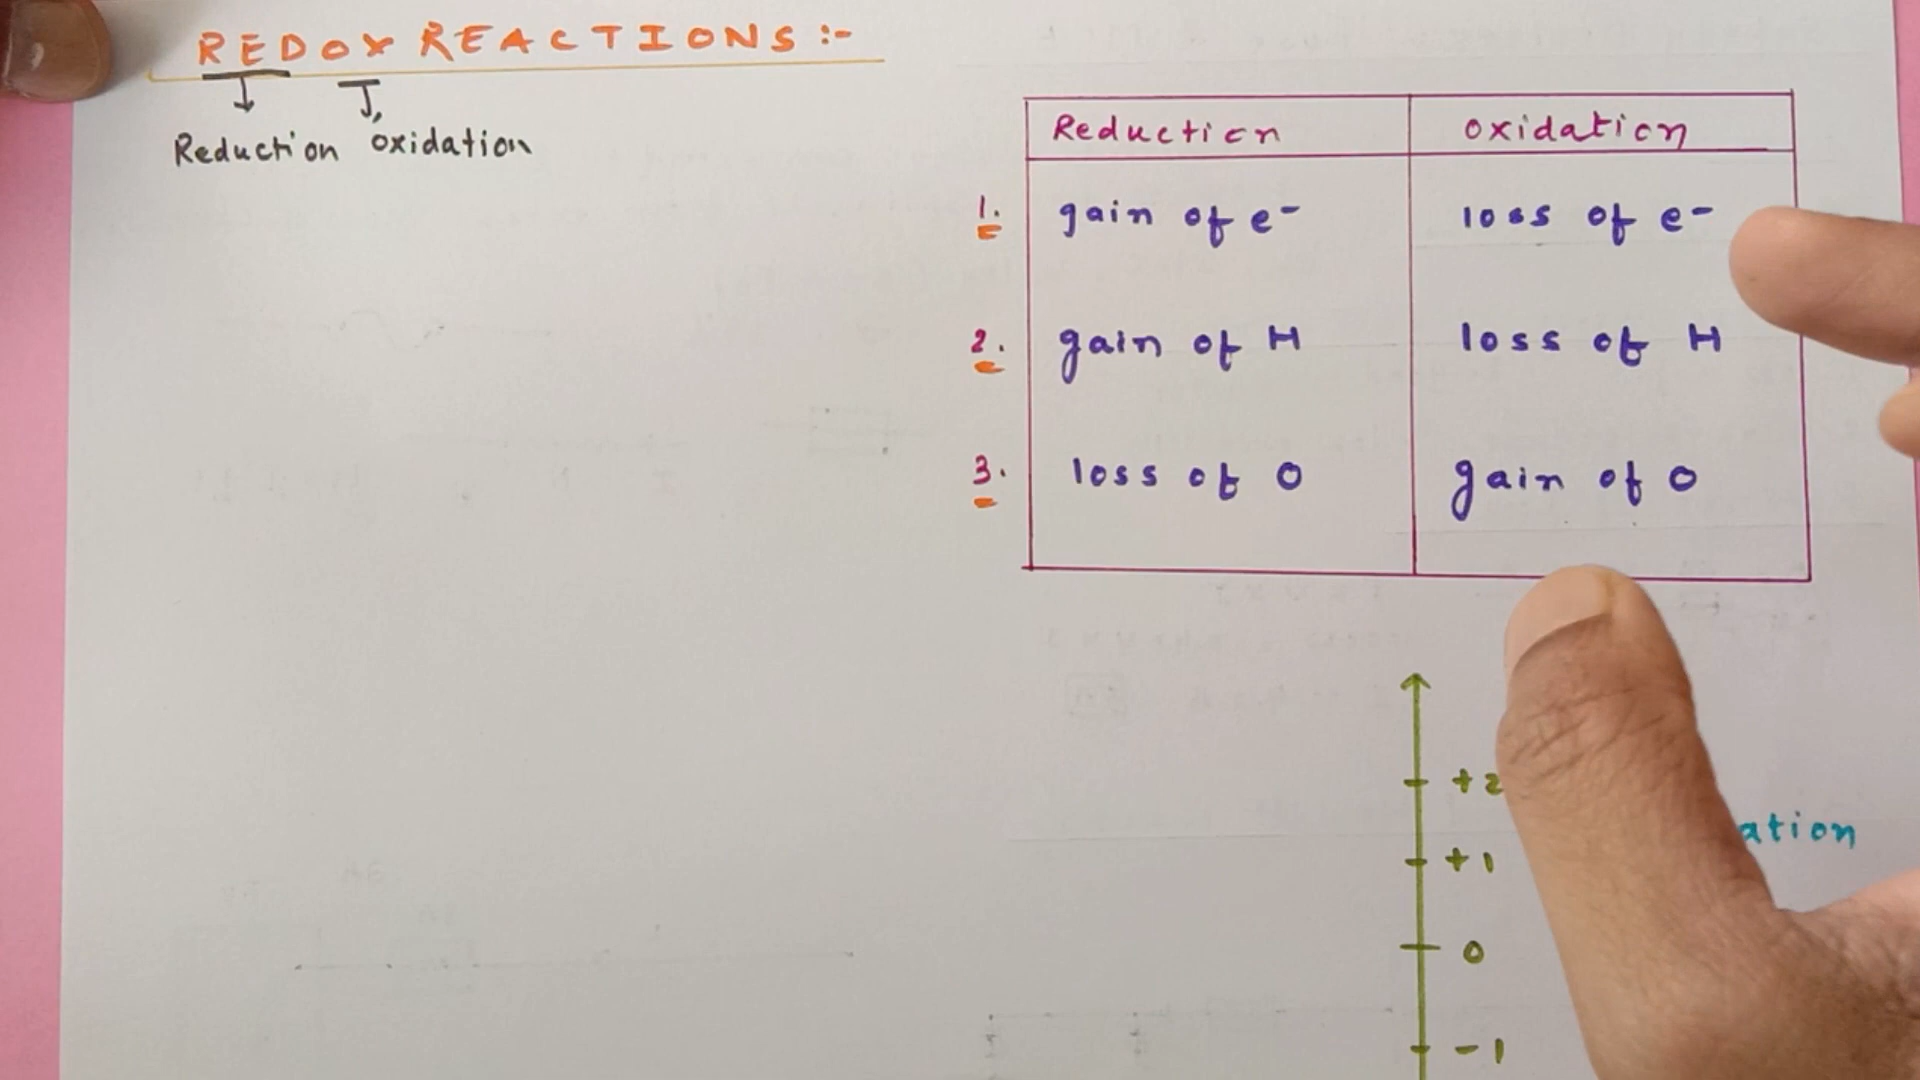 REDOX REACTIONS :-
Reduction oxidation
Reduction oxidation
1. gain of e- loss of e-
2. gain of H loss of H
3. loss of O gain of O
+2
ation
+1
0
-1